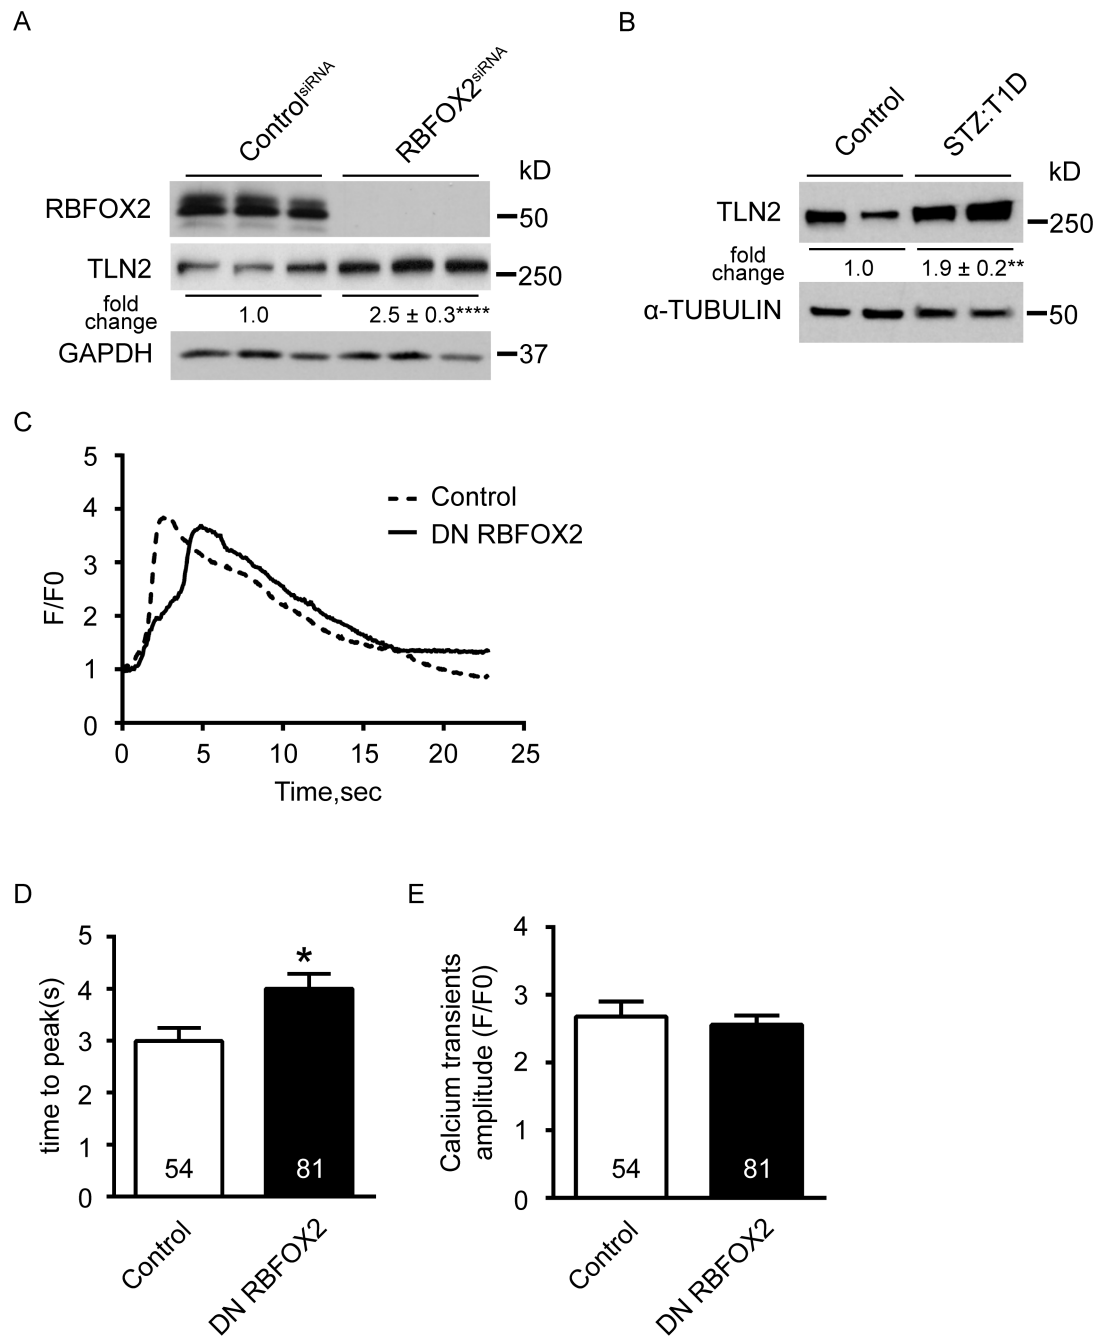 A
Control^siRNA
RBFOX2^siRNA
kD
RBFOX2
50
TLN2
250
fold change
1.0
2.5 ± 0.3****
GAPDH
37
B
Control
STZ:T1D
kD
TLN2
250
fold change
1.0
1.9 ± 0.2**
α-TUBULIN
50
C
5
4
3
2
1
0
F/F0
Control
DN RBFOX2
0 5 10 15 20 25
Time,sec
D
5
4
3
2
1
0
time to peak(s)
*
54
81
Control
DN RBFOX2
E
4
3
2
1
0
Calcium transients
amplitude (F/F0)
54
81
Control
DN RBFOX2